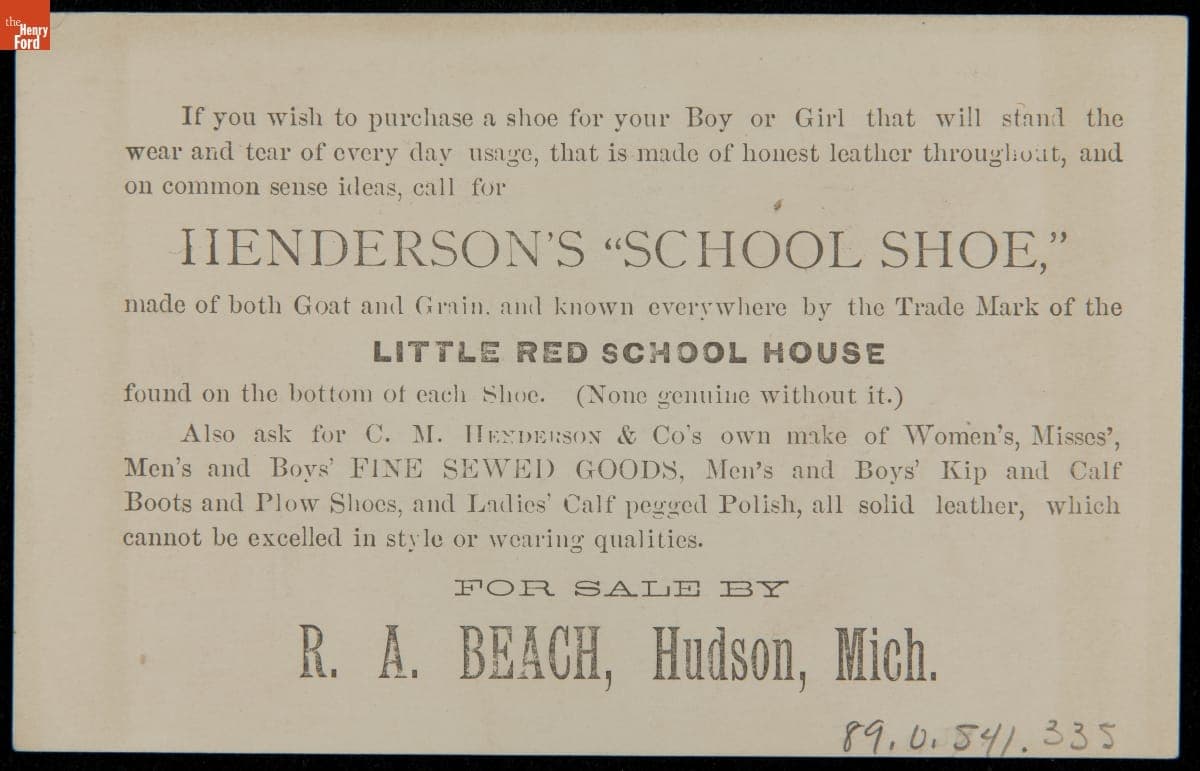 the
Henry
Ford
If you wish to purchase a shoe for your Boy or Girl that will stand the
wear and tear of every day usage, that is made of honest leather throughout, and
on common sense ideas, call for
HENDERSON'S "SCHOOL SHOE,"
made of both Goat and Grain, and known everywhere by the Trade Mark of the
LITTLE RED SCHOOL HOUSE
found on the bottom of each Shoe. (None genuine without it.)
Also ask for C. M. HENDERSON & Co's own make of Women's, Misses',
Men's and Boys' FINE SEWED GOODS, Men's and Boys' Kip and Calf
Boots and Plow Shoes, and Ladies' Calf pegged Polish, all solid leather, which
cannot be excelled in style or wearing qualities.
FOR SALE BY
R. A. BEACH, Hudson, Mich.
89.0.541.335